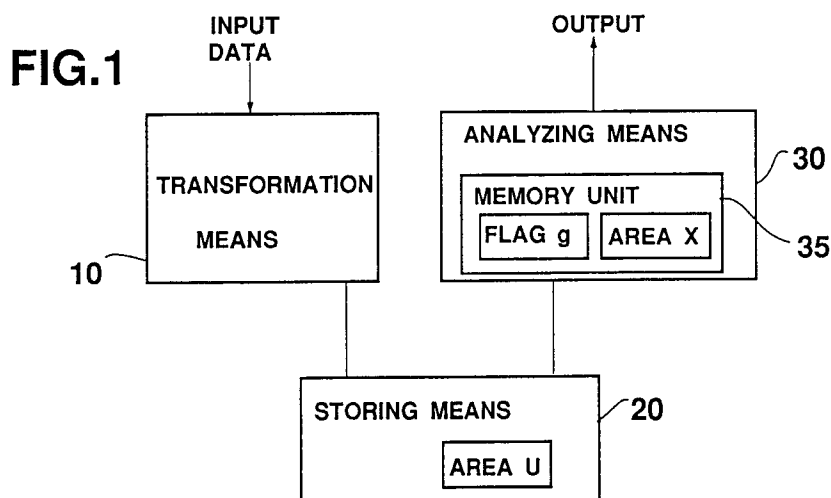 FIG.1
INPUT
DATA
OUTPUT
TRANSFORMATION
MEANS
10
ANALYZING MEANS
30
MEMORY UNIT
FLAG g
AREA X
35
STORING MEANS
20
AREA U